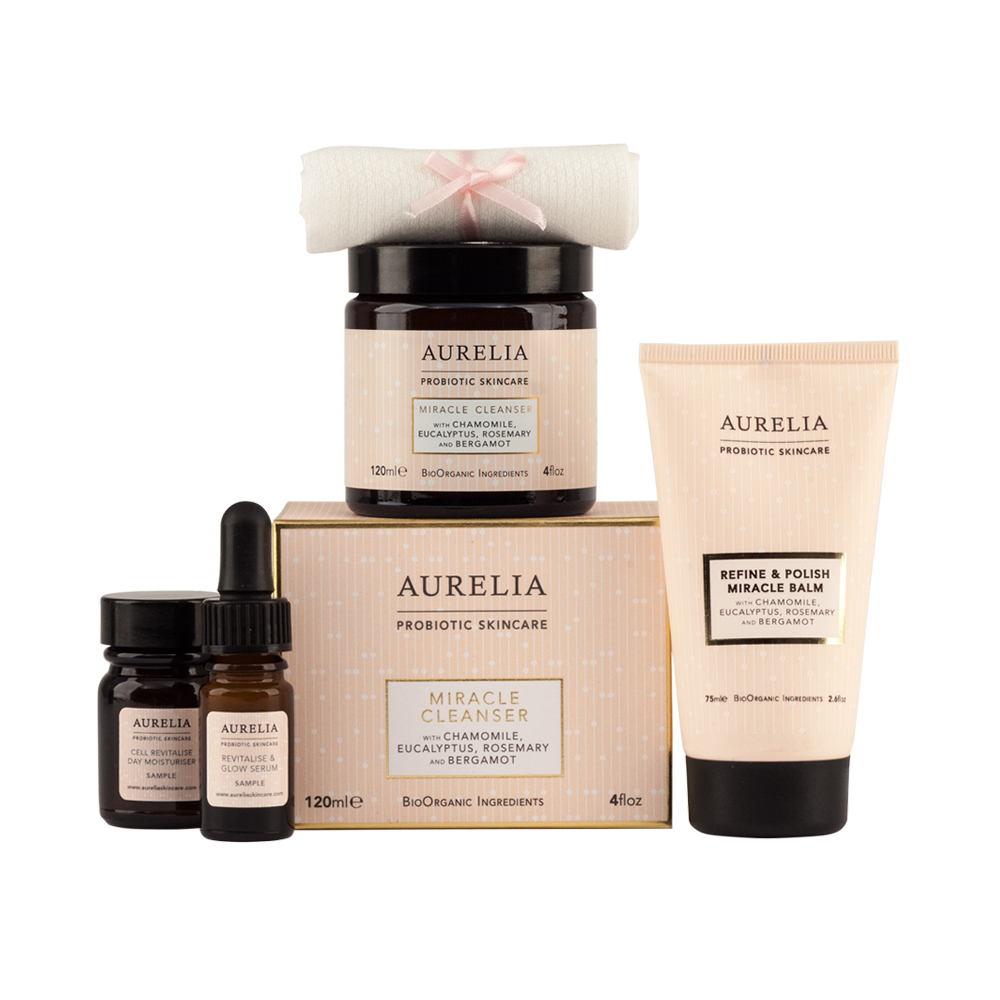 AURELIA
PROBIOTIC SKINCARE
MIRACLE CLEANSER
WITH CHAMOMILE,
EUCALYPTUS, ROSEMARY
AND BERGAMOT
120ml℮ BIOORGANIC INGREDIENTS 4floz
AURELIA
PROBIOTIC SKINCARE
REFINE & POLISH
MIRACLE BALM
WITH CHAMOMILE,
EUCALYPTUS, ROSEMARY
AND BERGAMOT
75ml℮ BIOORGANIC INGREDIENTS 2.6floz
AURELIA
PROBIOTIC SKINCARE
MIRACLE
CLEANSER
WITH CHAMOMILE,
EUCALYPTUS, ROSEMARY
AND BERGAMOT
120ml℮ BIOORGANIC INGREDIENTS 4floz
AURELIA
PROBIOTIC SKINCARE
CELL REVITALISE
DAY MOISTURISER
SAMPLE
www.aureliaskincare.com
AURELIA
PROBIOTIC SKINCARE
REVITALISE &
GLOW SERUM
SAMPLE
www.aureliaskincare.com